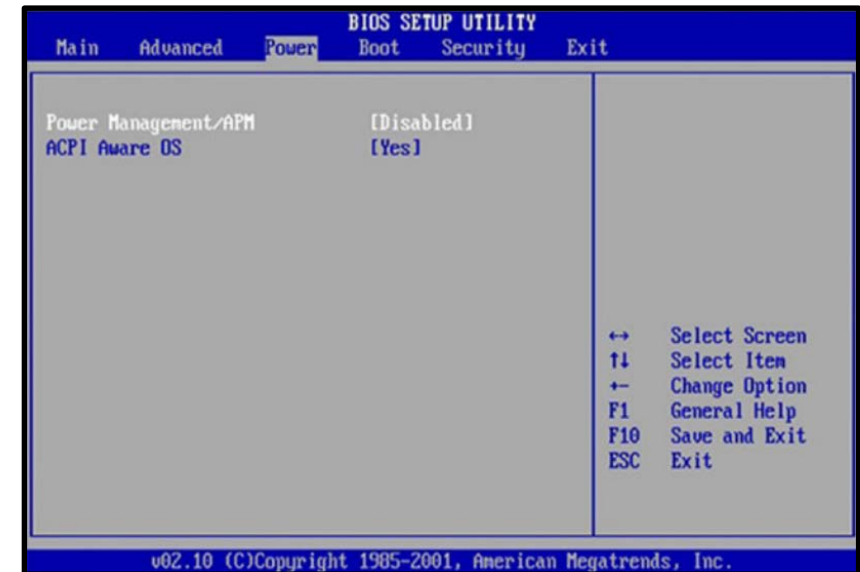 BIOS SETUP UTILITY
Main Advanced Power Boot Security Exit
Power Management/APM [Disabled]
ACPI Aware OS [Yes]
↔ Select Screen
↑↓ Select Item
+- Change Option
F1 General Help
F10 Save and Exit
ESC Exit
v02.10 (C)Copyright 1985-2001, American Megatrends, Inc.